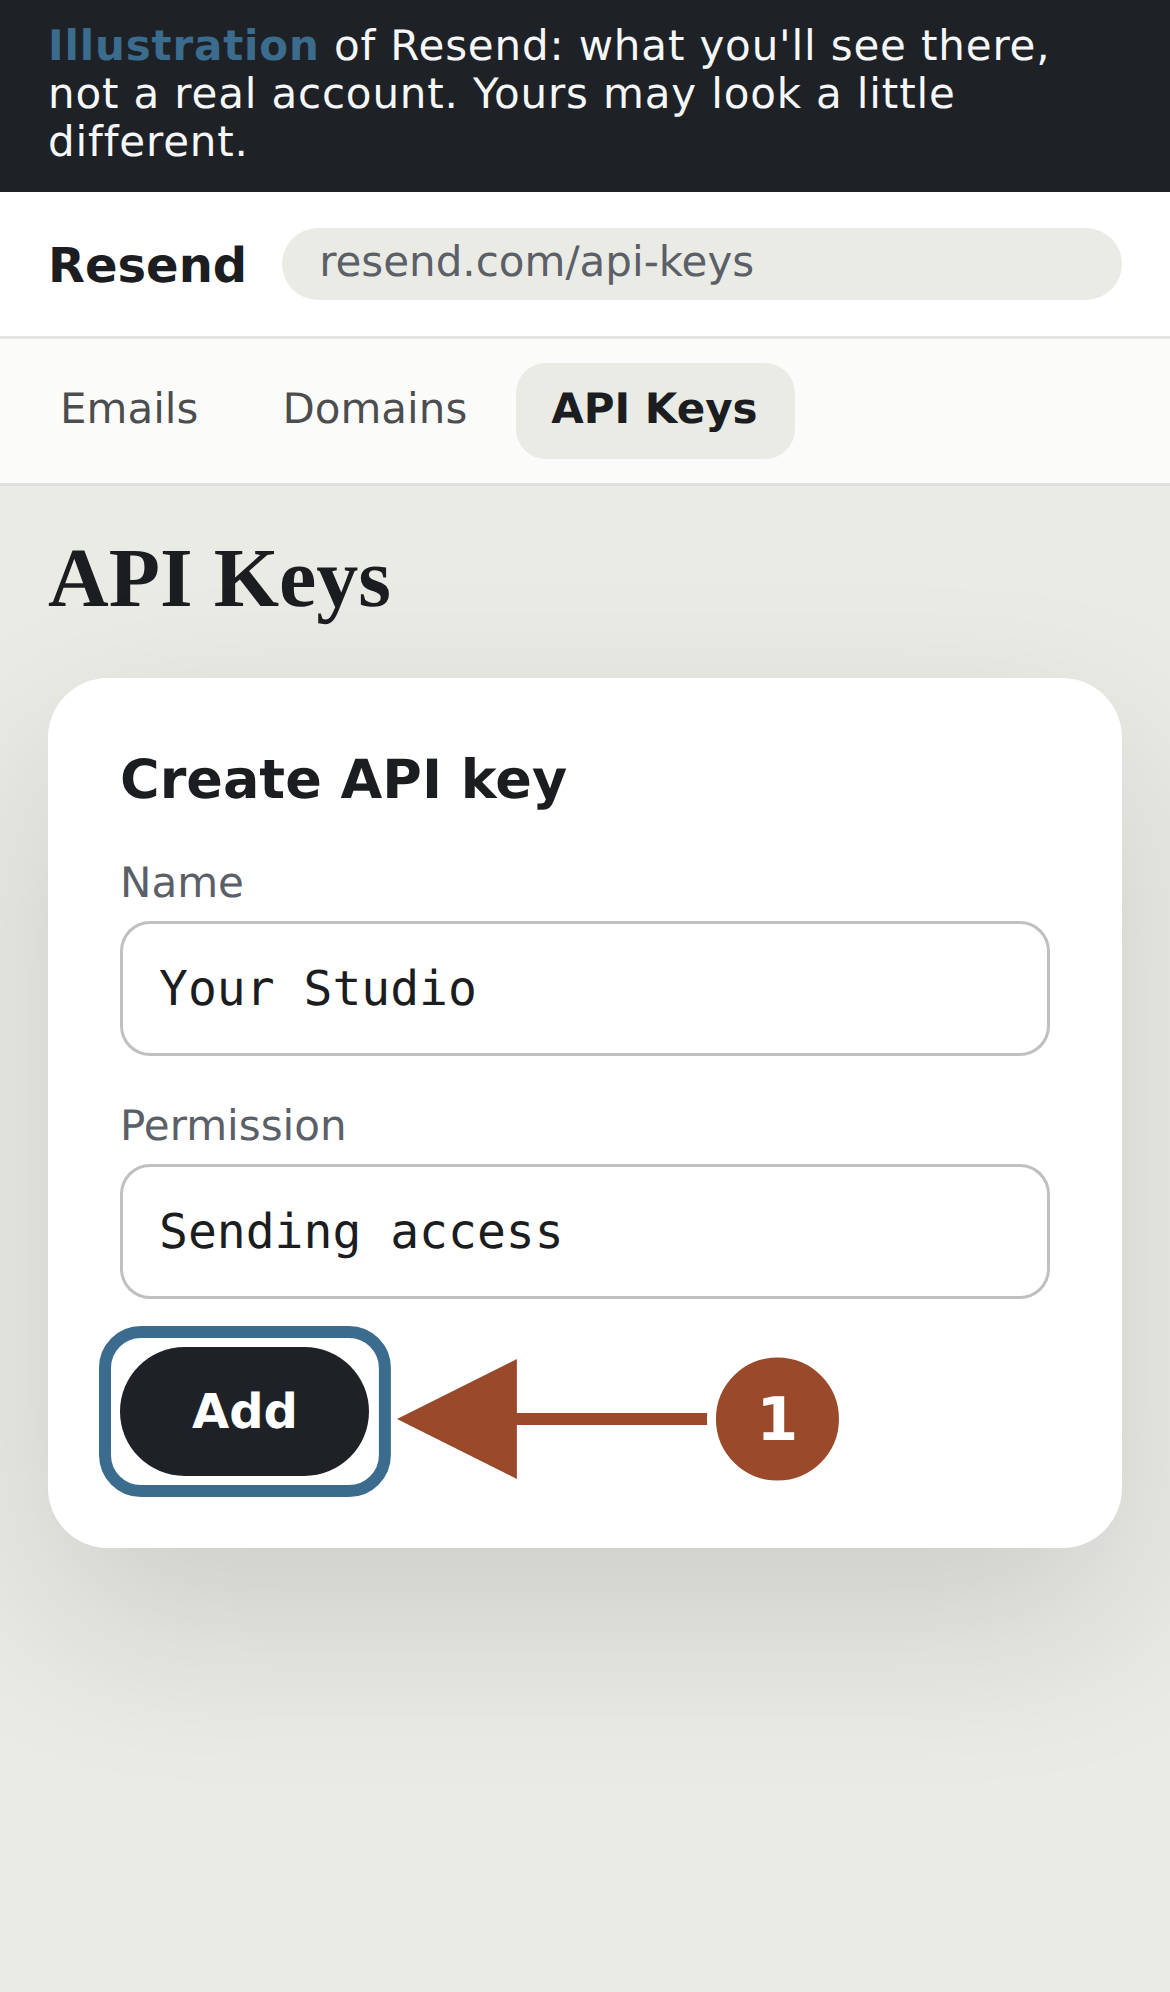 Illustration of Resend: what you'll see there,
not a real account. Yours may look a little
different.
Resend resend.com/api-keys
Emails Domains API Keys
API Keys
Create API key
Name
Your Studio
Permission
Sending access
Add 1